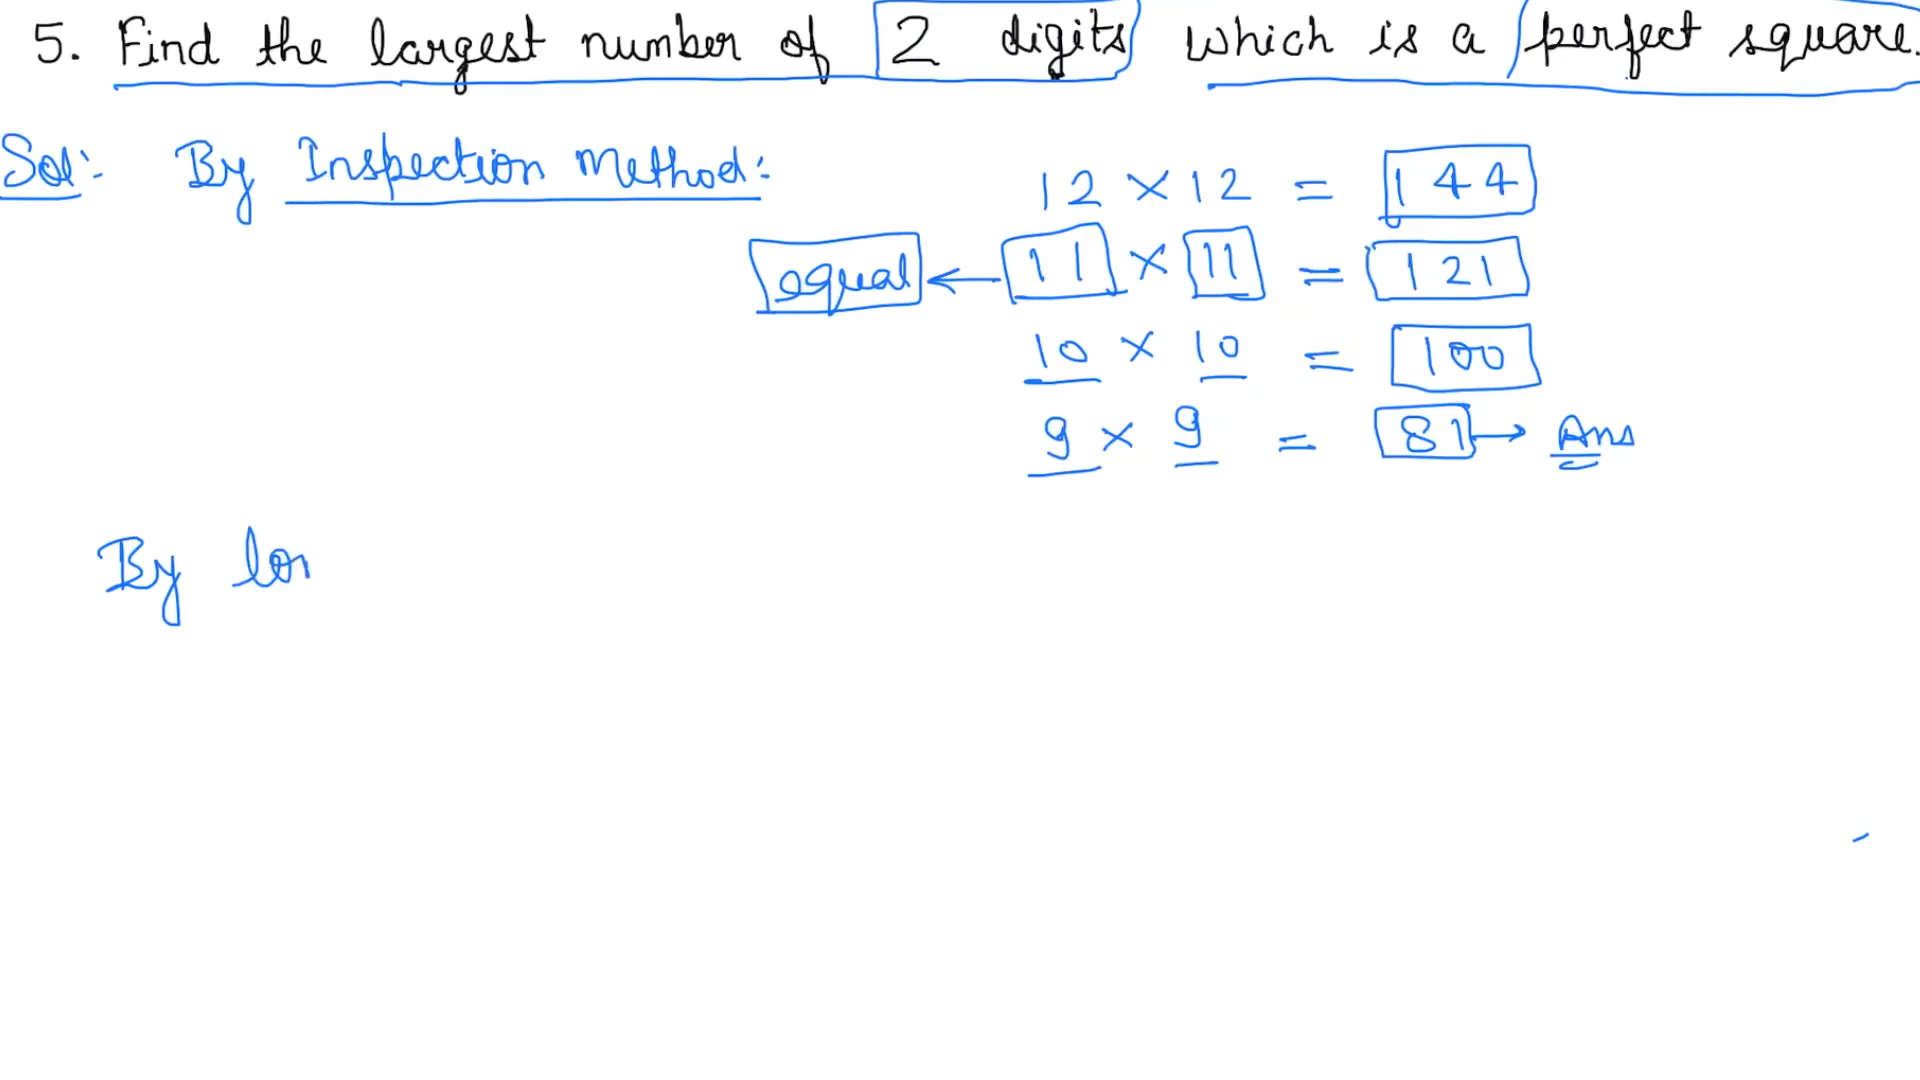 5. Find the largest number of 2 digits which is a perfect square.
Sol:- By Inspection Method:-
12 × 12 = 144
equal ← 11 × 11 = 121
10 × 10 = 100
9 × 9 = 81 → Ans
By lon